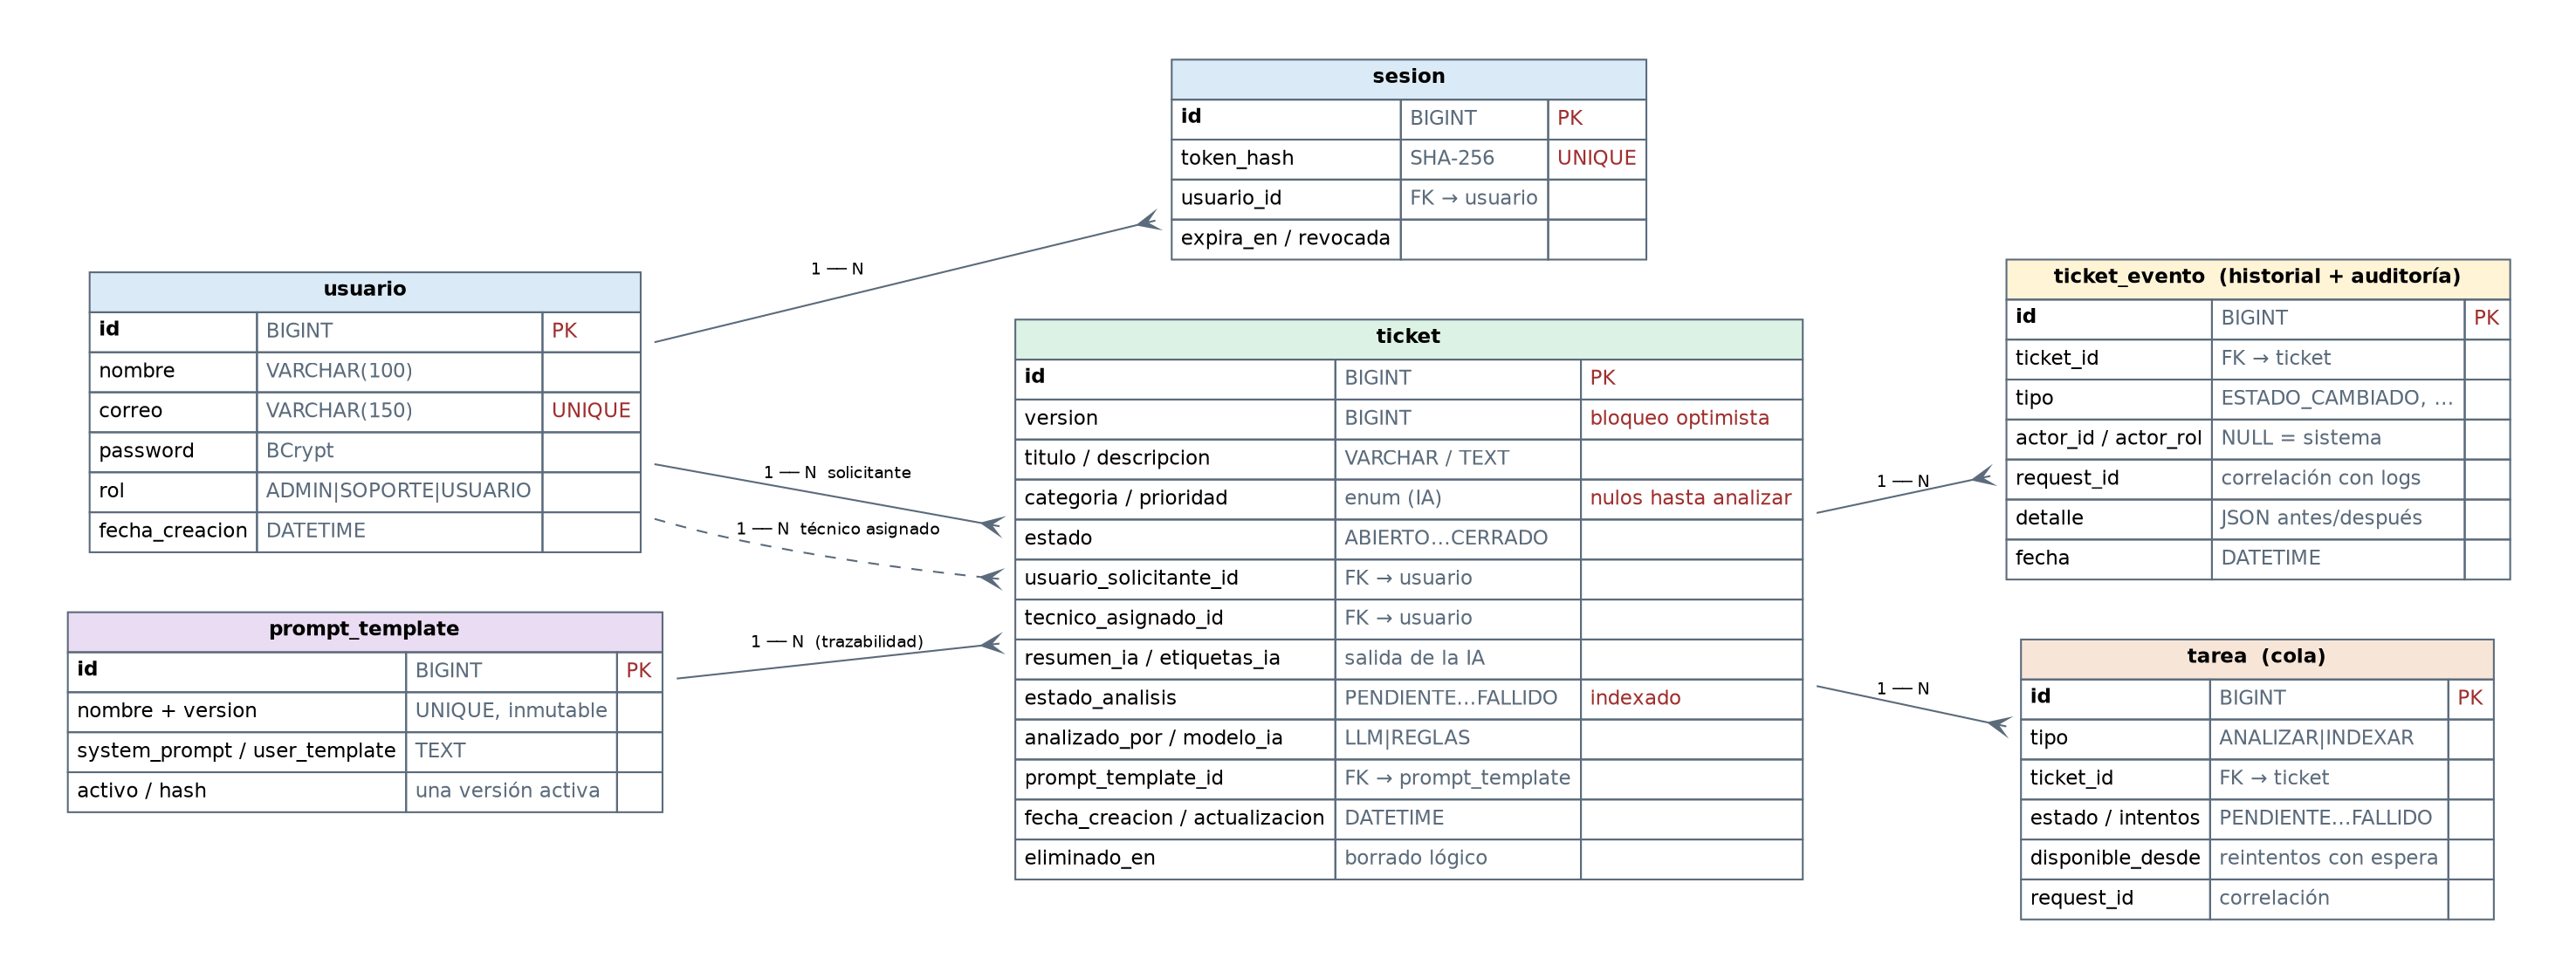 sesion
id BIGINT PK
token_hash SHA-256 UNIQUE
usuario_id FK → usuario
expira_en / revocada
1 — N
usuario
id BIGINT PK
nombre VARCHAR(100)
correo VARCHAR(150) UNIQUE
password BCrypt
rol ADMIN|SOPORTE|USUARIO
fecha_creacion DATETIME
1 — N solicitante
1 — N técnico asignado
prompt_template
id BIGINT PK
nombre + version UNIQUE, inmutable
system_prompt / user_template TEXT
activo / hash una versión activa
1 — N (trazabilidad)
ticket
id BIGINT PK
version BIGINT bloqueo optimista
titulo / descripcion VARCHAR / TEXT
categoria / prioridad enum (IA) nulos hasta analizar
estado ABIERTO...CERRADO
usuario_solicitante_id FK → usuario
tecnico_asignado_id FK → usuario
resumen_ia / etiquetas_ia salida de la IA
estado_analisis PENDIENTE...FALLIDO indexado
analizado_por / modelo_ia LLM|REGLAS
prompt_template_id FK → prompt_template
fecha_creacion / actualizacion DATETIME
eliminado_en borrado lógico
1 — N
ticket_evento (historial + auditoría)
id BIGINT PK
ticket_id FK → ticket
tipo ESTADO_CAMBIADO, ...
actor_id / actor_rol NULL = sistema
request_id correlación con logs
detalle JSON antes/después
fecha DATETIME
1 — N
tarea (cola)
id BIGINT PK
tipo ANALIZAR|INDEXAR
ticket_id FK → ticket
estado / intentos PENDIENTE...FALLIDO
disponible_desde reintentos con espera
request_id correlación